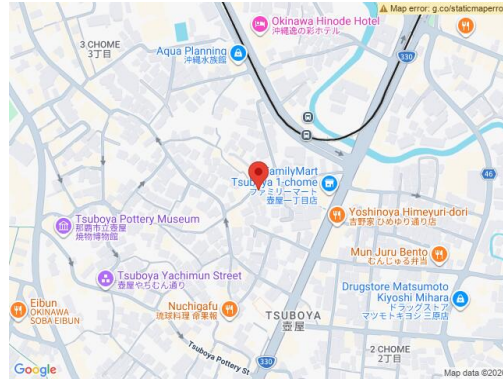 Map error: g.co/staticmaperro
3 CHOME
3丁目
Okinawa Hinode Hotel
沖縄逸の彩ホテル
Aqua Planning
沖縄水族館
330
FamilyMart
Tsuboya 1-chome
ファミリーマート
壺屋一丁目店
46
Yoshinoya Himeyuri-dori
吉野家 ひめゆり通り店
Tsuboya Pottery Museum
那覇市立壺屋
焼物博物館
Mun Juru Bento
むんじゅる弁当
Tsuboya Yachimun Street
壺屋やちむん通り
Drugstore Matsumoto
Kiyoshi Mihara
ドラッグストア
マツモトキヨシ 三原店
Eibun
OKINAWA
SOBA EIBUN
Nuchigafu
琉球料理 命果報
TSUBOYA
壺屋
Tsuboya Pottery St
330
2 CHOME
2丁目
Google
Map data ©2026